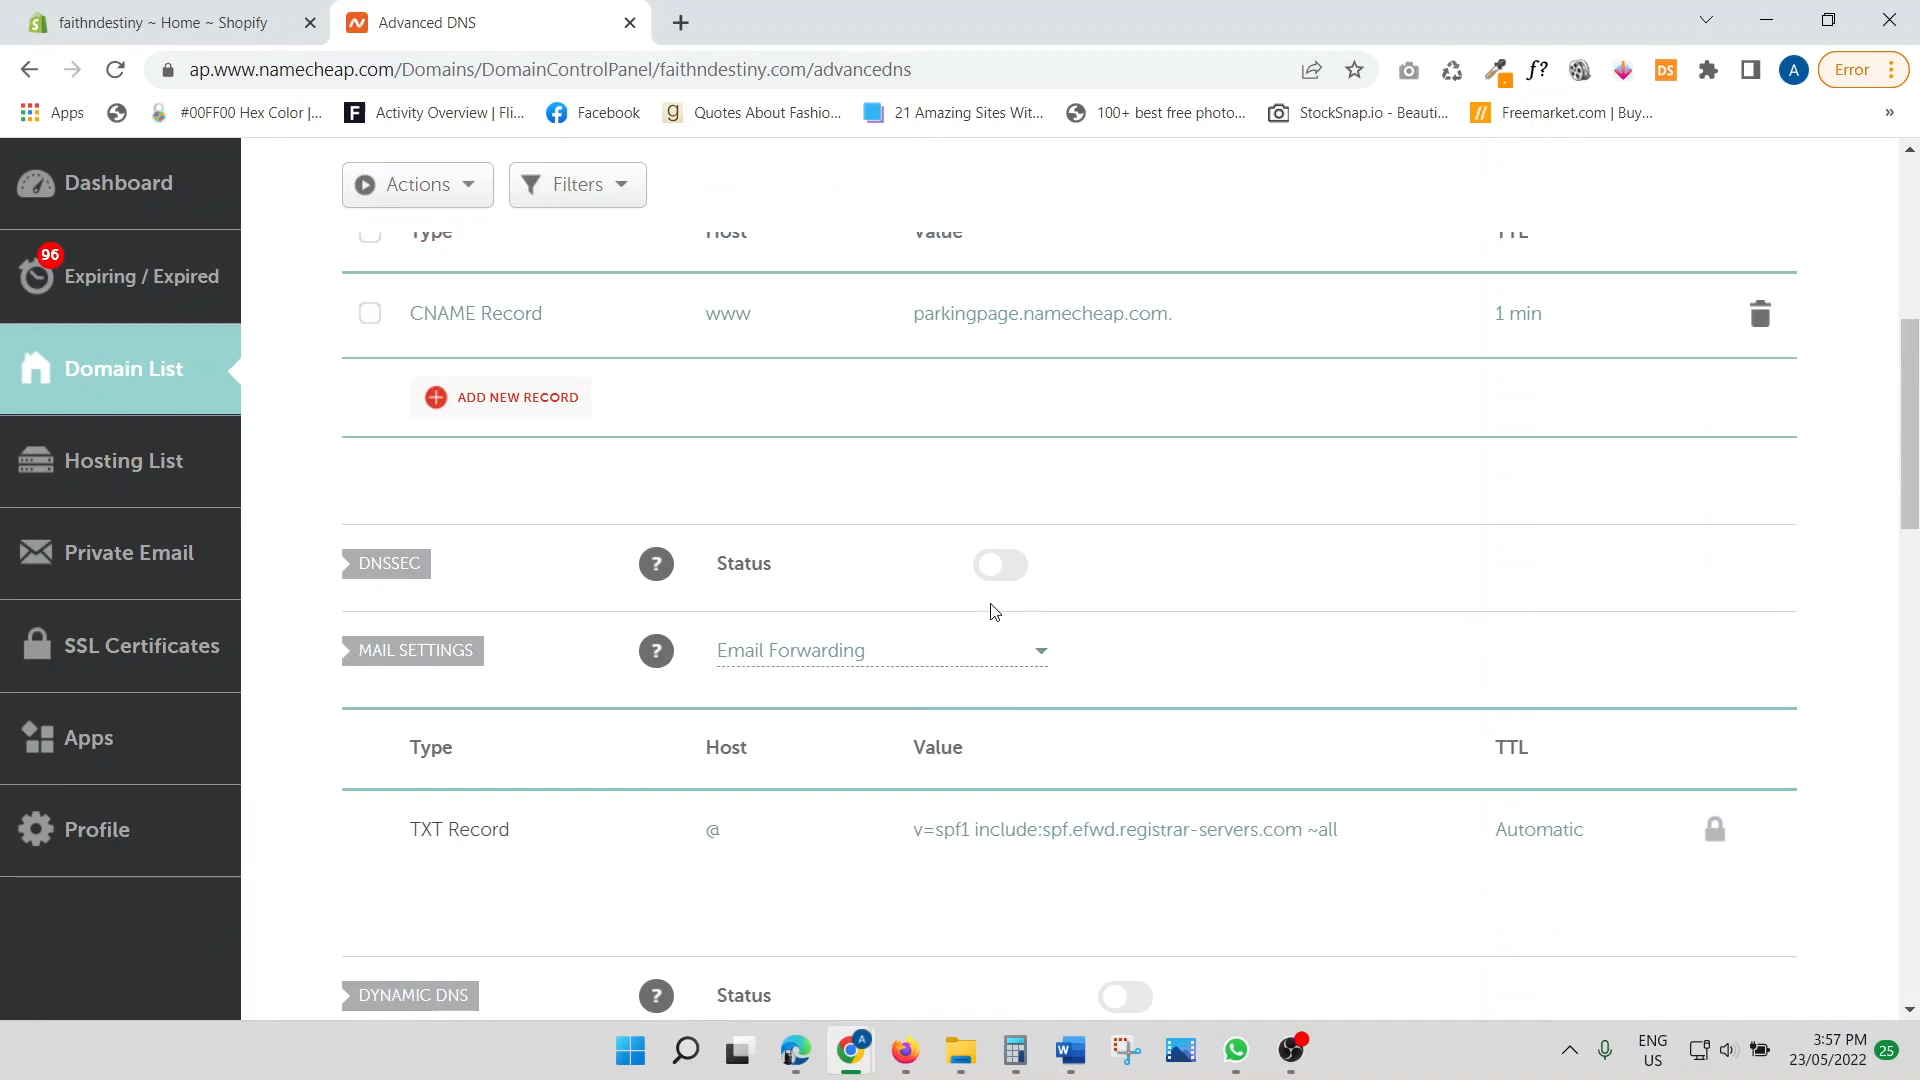 faithndestiny ~ Home ~ Shopify
Advanced DNS
ap.www.namecheap.com/Domains/DomainControlPanel/faithndestiny.com/advancedns
f?
DS
A
Error
Apps
#00FF00 Hex Color |...
F
Activity Overview | Fli...
Facebook
g
Quotes About Fashio...
21 Amazing Sites Wit...
100+ best free photo...
StockSnap.io - Beauti...
Freemarket.com | Buy...
»
Dashboard
96
Expiring / Expired
Domain List
Hosting List
Private Email
SSL Certificates
Apps
Profile
Actions
Filters
Type Host Value TTL
CNAME Record www parkingpage.namecheap.com. 1 min
ADD NEW RECORD
DNSSEC ? Status
MAIL SETTINGS ? Email Forwarding
Type Host Value TTL
TXT Record @ v=spf1 include:spf.efwd.registrar-servers.com ~all Automatic
DYNAMIC DNS ? Status
A
W
ENG
US
3:57 PM
23/05/2022
25